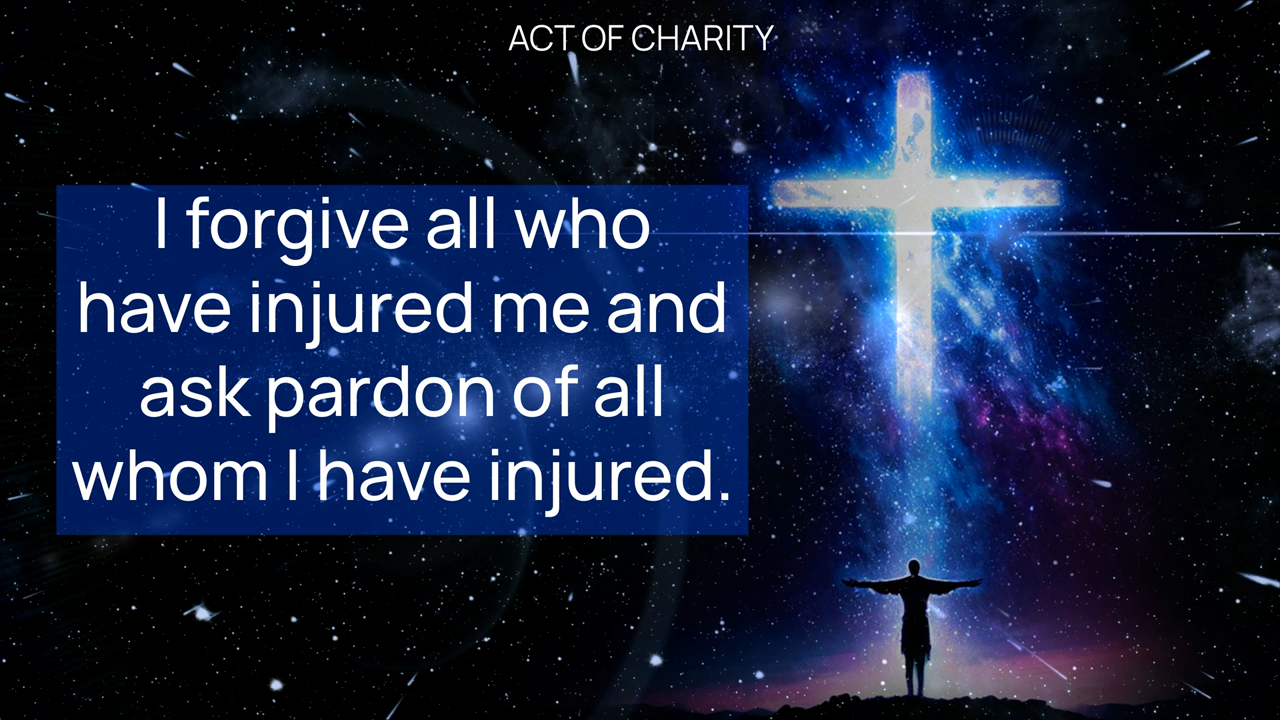 ACT OF CHARITY
I forgive all who
have injured me and
ask pardon of all
whom I have injured.